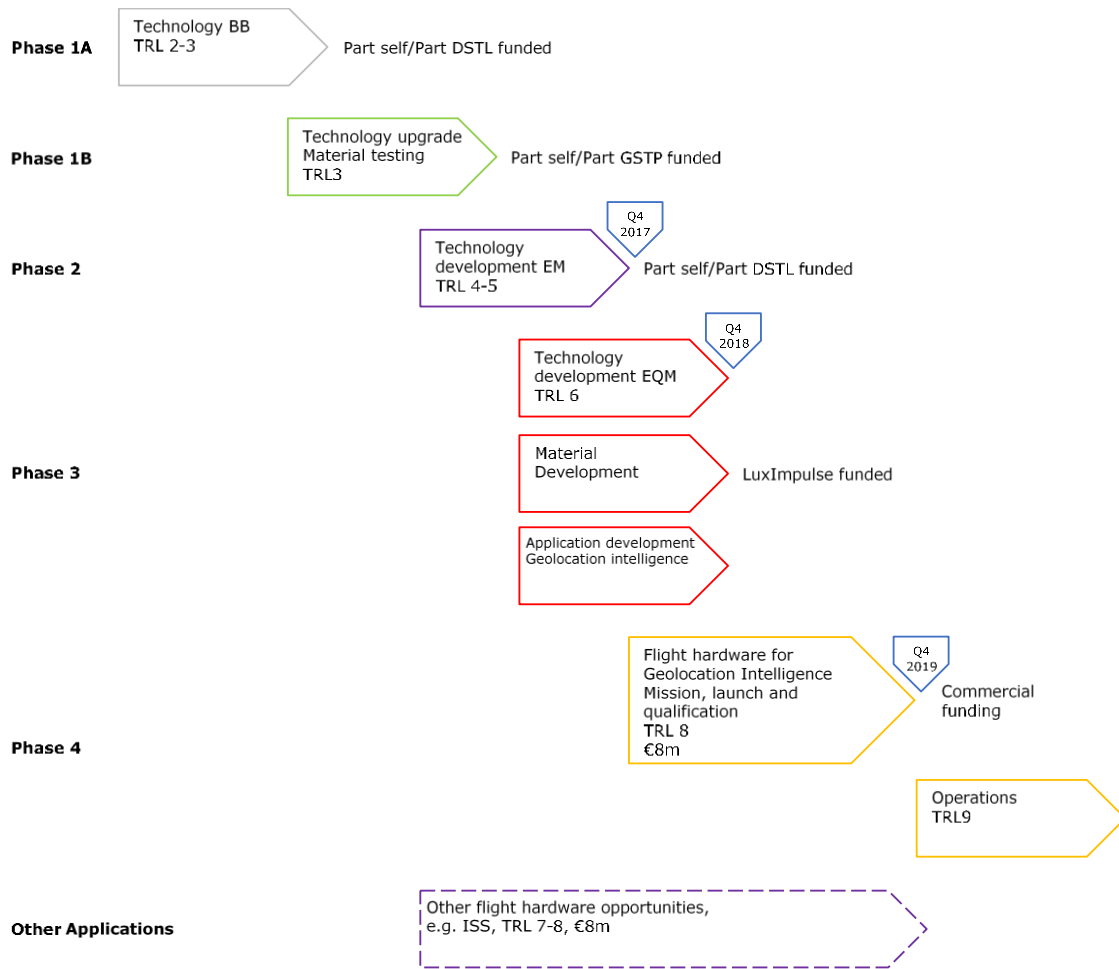 Phase 1A
Technology BB
TRL 2-3
Part self/Part DSTL funded
Phase 1B
Technology upgrade
Material testing
TRL3
Part self/Part GSTP funded
Q4
2017
Phase 2
Technology
development EM
TRL 4-5
Part self/Part DSTL funded
Q4
2018
Technology
development EQM
TRL 6
Phase 3
Material
Development
LuxImpulse funded
Application development
Geolocation intelligence
Phase 4
Flight hardware for
Geolocation Intelligence
Mission, launch and
qualification
TRL 8
€8m
Q4
2019
Commercial
funding
Operations
TRL9
Other Applications
Other flight hardware opportunities,
e.g. ISS, TRL 7-8, €8m